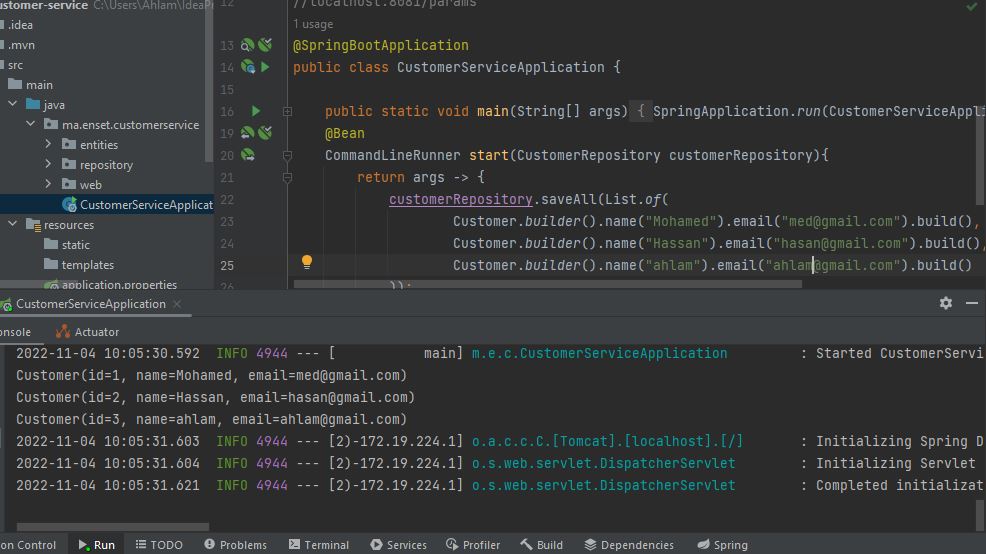 customer-service C:\Users\Ahlam\IdeaPr
.idea
.mvn
src
main
java
ma.enset.customerservice
entities
repository
web
CustomerServiceApplicat
resources
static
templates
application.properties
12 //localhost:8081/params
1 usage
13 @SpringBootApplication
14 public class CustomerServiceApplication {
15
16 public static void main(String[] args) { SpringApplication.run(CustomerServiceAppli
19 @Bean
20 CommandLineRunner start(CustomerRepository customerRepository){
21 return args -> {
22 customerRepository.saveAll(List.of(
23 Customer.builder().name("Mohamed").email("med@gmail.com").build(),
24 Customer.builder().name("Hassan").email("hasan@gmail.com").build(),
25 Customer.builder().name("ahlam").email("ahlam@gmail.com").build()
26 ));
CustomerServiceApplication
onsole Actuator
2022-11-04 10:05:30.592 INFO 4944 --- [ main] m.e.c.CustomerServiceApplication : Started CustomerServi
Customer(id=1, name=Mohamed, email=med@gmail.com)
Customer(id=2, name=Hassan, email=hasan@gmail.com)
Customer(id=3, name=ahlam, email=ahlam@gmail.com)
2022-11-04 10:05:31.603 INFO 4944 --- [2)-172.19.224.1] o.a.c.c.C.[Tomcat].[localhost].[/] : Initializing Spring D
2022-11-04 10:05:31.604 INFO 4944 --- [2)-172.19.224.1] o.s.web.servlet.DispatcherServlet : Initializing Servlet
2022-11-04 10:05:31.621 INFO 4944 --- [2)-172.19.224.1] o.s.web.servlet.DispatcherServlet : Completed initializat
on Control Run TODO Problems Terminal Services Profiler Build Dependencies Spring